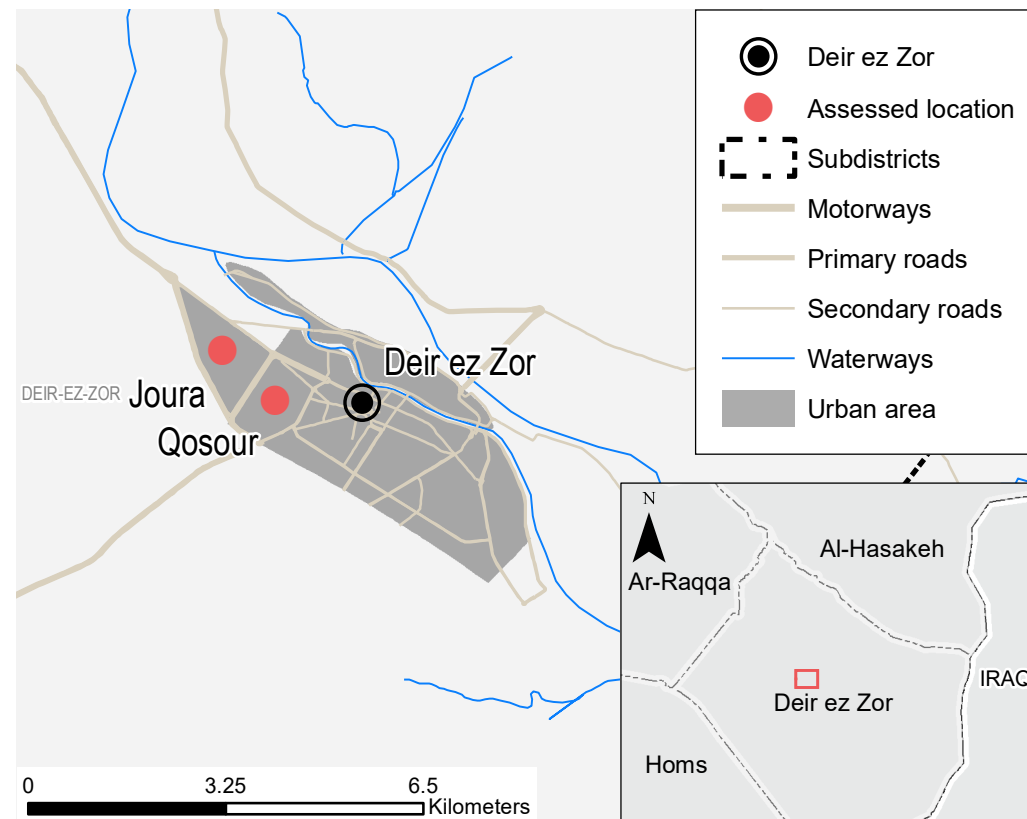 Deir ez Zor
Assessed location
Subdistricts
Motorways
Primary roads
Secondary roads
Waterways
Urban area
Deir ez Zor
DEIR-EZ-ZOR
Joura
Qosour
N
Al-Hasakeh
Ar-Raqqa
IRAQ
Deir ez Zor
Homs
0 3.25 6.5
Kilometers